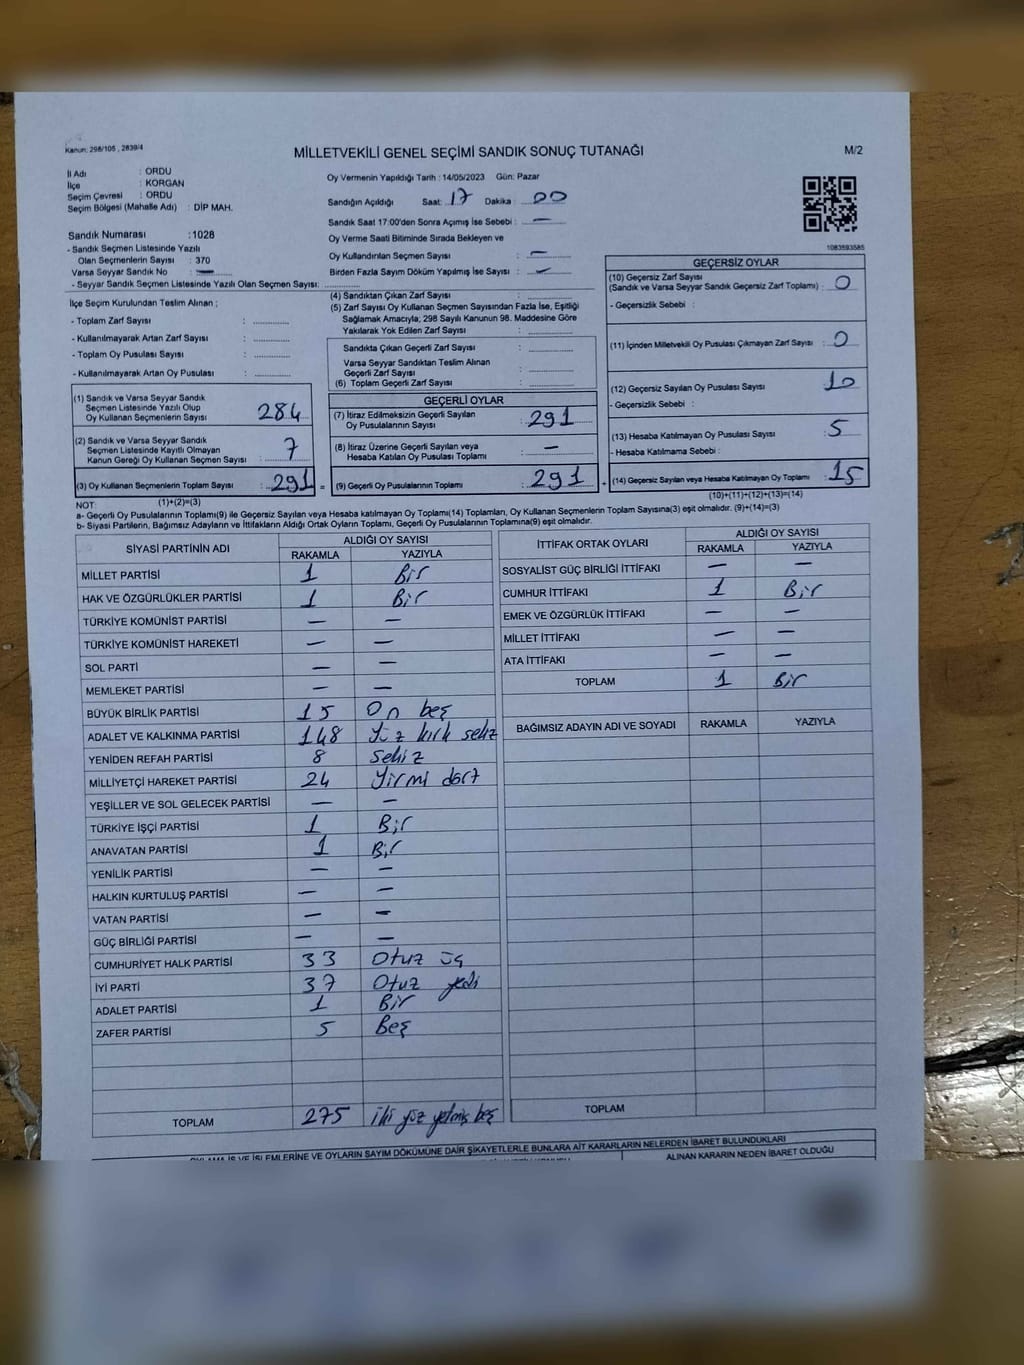 Kanun: 298/105 , 2839/4
MİLLETVEKİLİ GENEL SEÇİMİ SANDIK SONUÇ TUTANAĞI
M/2
İl Adı : ORDU
İlçe : KORGAN
Seçim Çevresi : ORDU
Seçim Bölgesi (Mahalle Adı) : DİP MAH.
Oy Vermenin Yapıldığı Tarih : 14/05/2023 Gün: Pazar
Sandığın Açıldığı Saat: 17 Dakika : 00
Sandık Saat 17:00'den Sonra Açımış İse Sebebi : —
Oy Verme Saati Bitiminde Sırada Bekleyen ve
Oy Kullandırılan Seçmen Sayısı : —
Birden Fazla Sayım Döküm Yapılmış İse Sayısı : —
1083593585
Sandık Numarası : 1028
- Sandık Seçmen Listesinde Yazılı
Olan Seçmenlerin Sayısı : 370
Varsa Seyyar Sandık No : —
- Seyyar Sandık Seçmen Listesinde Yazılı Olan Seçmen Sayısı: ..............
İlçe Seçim Kurulundan Teslim Alınan ;
- Toplam Zarf Sayısı : ..............
- Kullanılmayarak Artan Zarf Sayısı : ..............
- Toplam Oy Pusulası Sayısı : ..............
- Kullanılmayarak Artan Oy Pusulası : ..............
(4) Sandıktan Çıkan Zarf Sayısı : ..............
(5) Zarf Sayısı Oy Kullanan Seçmen Sayısından Fazla İse, Eşitliği
Sağlamak Amacıyla; 298 Sayılı Kanunun 98. Maddesine Göre
Yakılarak Yok Edilen Zarf Sayısı : ..............
Sandıkta Çıkan Geçerli Zarf Sayısı : ..............
Varsa Seyyar Sandıktan Teslim Alınan
Geçerli Zarf Sayısı : ..............
(6) Toplam Geçerli Zarf Sayısı : ..............
GEÇERSİZ OYLAR
(10) Geçersiz Zarf Sayısı
(Sandık ve Varsa Seyyar Sandık Geçersiz Zarf Toplamı) : 0
- Geçersizlik Sebebi :
(11) İçinden Milletvekili Oy Pusulası Çıkmayan Zarf Sayısı : 0
(12) Geçersiz Sayılan Oy Pusulası Sayısı : 10
- Geçersizlik Sebebi :
(13) Hesaba Katılmayan Oy Pusulası Sayısı : 5
- Hesaba Katılmama Sebebi :
(14) Geçersiz Sayılan veya Hesaba Katılmayan Oy Toplamı : 15
(10)+(11)+(12)+(13)=(14)
(1) Sandık ve Varsa Seyyar Sandık
Seçmen Listesinde Yazılı Olup
Oy Kullanan Seçmenlerin Sayısı : 284
(2) Sandık ve Varsa Seyyar Sandık
Seçmen Listesinde Kayıtlı Olmayan
Kanun Gereği Oy Kullanan Seçmen Sayısı : 7
(3) Oy Kullanan Seçmenlerin Toplam Sayısı : 291 =
(1)+(2)=(3)
GEÇERLİ OYLAR
(7) İtiraz Edilmeksizin Geçerli Sayılan
Oy Pusulalarının Sayısı : 291
(8) İtiraz Üzerine Geçerli Sayılan veya
Hesaba Katılan Oy Pusulası Toplamı : —
(9) Geçerli Oy Pusulalarının Toplamı : 291 +
NOT:
a- Geçerli Oy Pusulalarının Toplamı(9) ile Geçersiz Sayılan veya Hesaba Katılmayan Oy Toplamı(14) Toplamları, Oy Kullanan Seçmenlerin Toplam Sayısına(3) eşit olmalıdır. (9)+(14)=(3)
b- Siyasi Partilerin, Bağımsız Adayların ve İttifakların Aldığı Ortak Oyların Toplamı, Geçerli Oy Pusulalarının Toplamına(9) eşit olmalıdır.
SİYASİ PARTİNİN ADI ALDIĞI OY SAYISI
RAKAMLA YAZIYLA
MİLLET PARTİSİ 1 Bir
HAK VE ÖZGÜRLÜKLER PARTİSİ 1 Bir
TÜRKİYE KOMÜNİST PARTİSİ — —
TÜRKİYE KOMÜNİST HAREKETİ — —
SOL PARTİ — —
MEMLEKET PARTİSİ — —
BÜYÜK BİRLİK PARTİSİ 15 On beş
ADALET VE KALKINMA PARTİSİ 148 Yüz kırk sekiz
YENİDEN REFAH PARTİSİ 8 Sekiz
MİLLİYETÇİ HAREKET PARTİSİ 24 Yirmi dört
YEŞİLLER VE SOL GELECEK PARTİSİ — —
TÜRKİYE İŞÇİ PARTİSİ 1 Bir
ANAVATAN PARTİSİ 1 Bir
YENİLİK PARTİSİ — —
HALKIN KURTULUŞ PARTİSİ — —
VATAN PARTİSİ — —
GÜÇ BİRLİĞİ PARTİSİ — —
CUMHURİYET HALK PARTİSİ 33 Otuz üç
İYİ PARTİ 37 Otuz yedi
ADALET PARTİSİ 1 Bir
ZAFER PARTİSİ 5 Beş
TOPLAM 275 iki yüz yetmiş beş
İTTİFAK ORTAK OYLARI ALDIĞI OY SAYISI
RAKAMLA YAZIYLA
SOSYALİST GÜÇ BİRLİĞİ İTTİFAKI — —
CUMHUR İTTİFAKI 1 Bir
EMEK VE ÖZGÜRLÜK İTTİFAKI — —
MİLLET İTTİFAKI — —
ATA İTTİFAKI — —
TOPLAM 1 Bir
BAĞIMSIZ ADAYIN ADI VE SOYADI RAKAMLA YAZIYLA
TOPLAM
OYLAMA İŞ VE İŞLEMLERİNE VE OYLARIN SAYIM DÖKÜMÜNE DAİR ŞİKAYETLERLE BUNLARA AİT KARARLARIN NELERDEN İBARET BULUNDUKLARI
ALINAN KARARIN NEDEN İBARET OLDUĞU